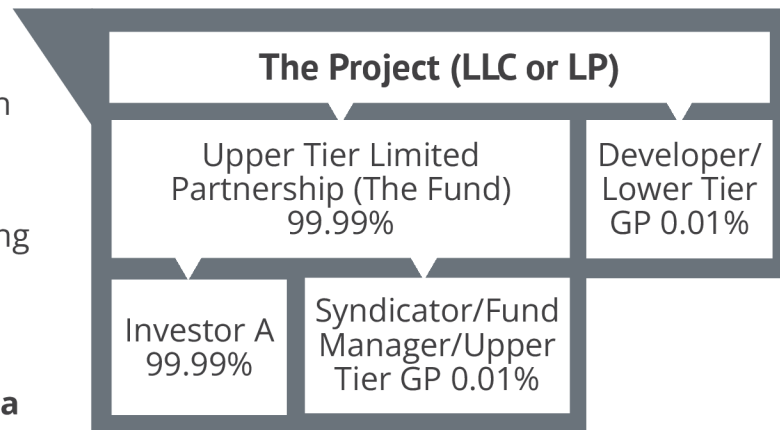 The Project (LLC or LP)
Upper Tier Limited
Partnership (The Fund)
99.99%
Developer/
Lower Tier
GP 0.01%
Investor A
99.99%
Syndicator/Fund
Manager/Upper
Tier GP 0.01%
n
ng
a